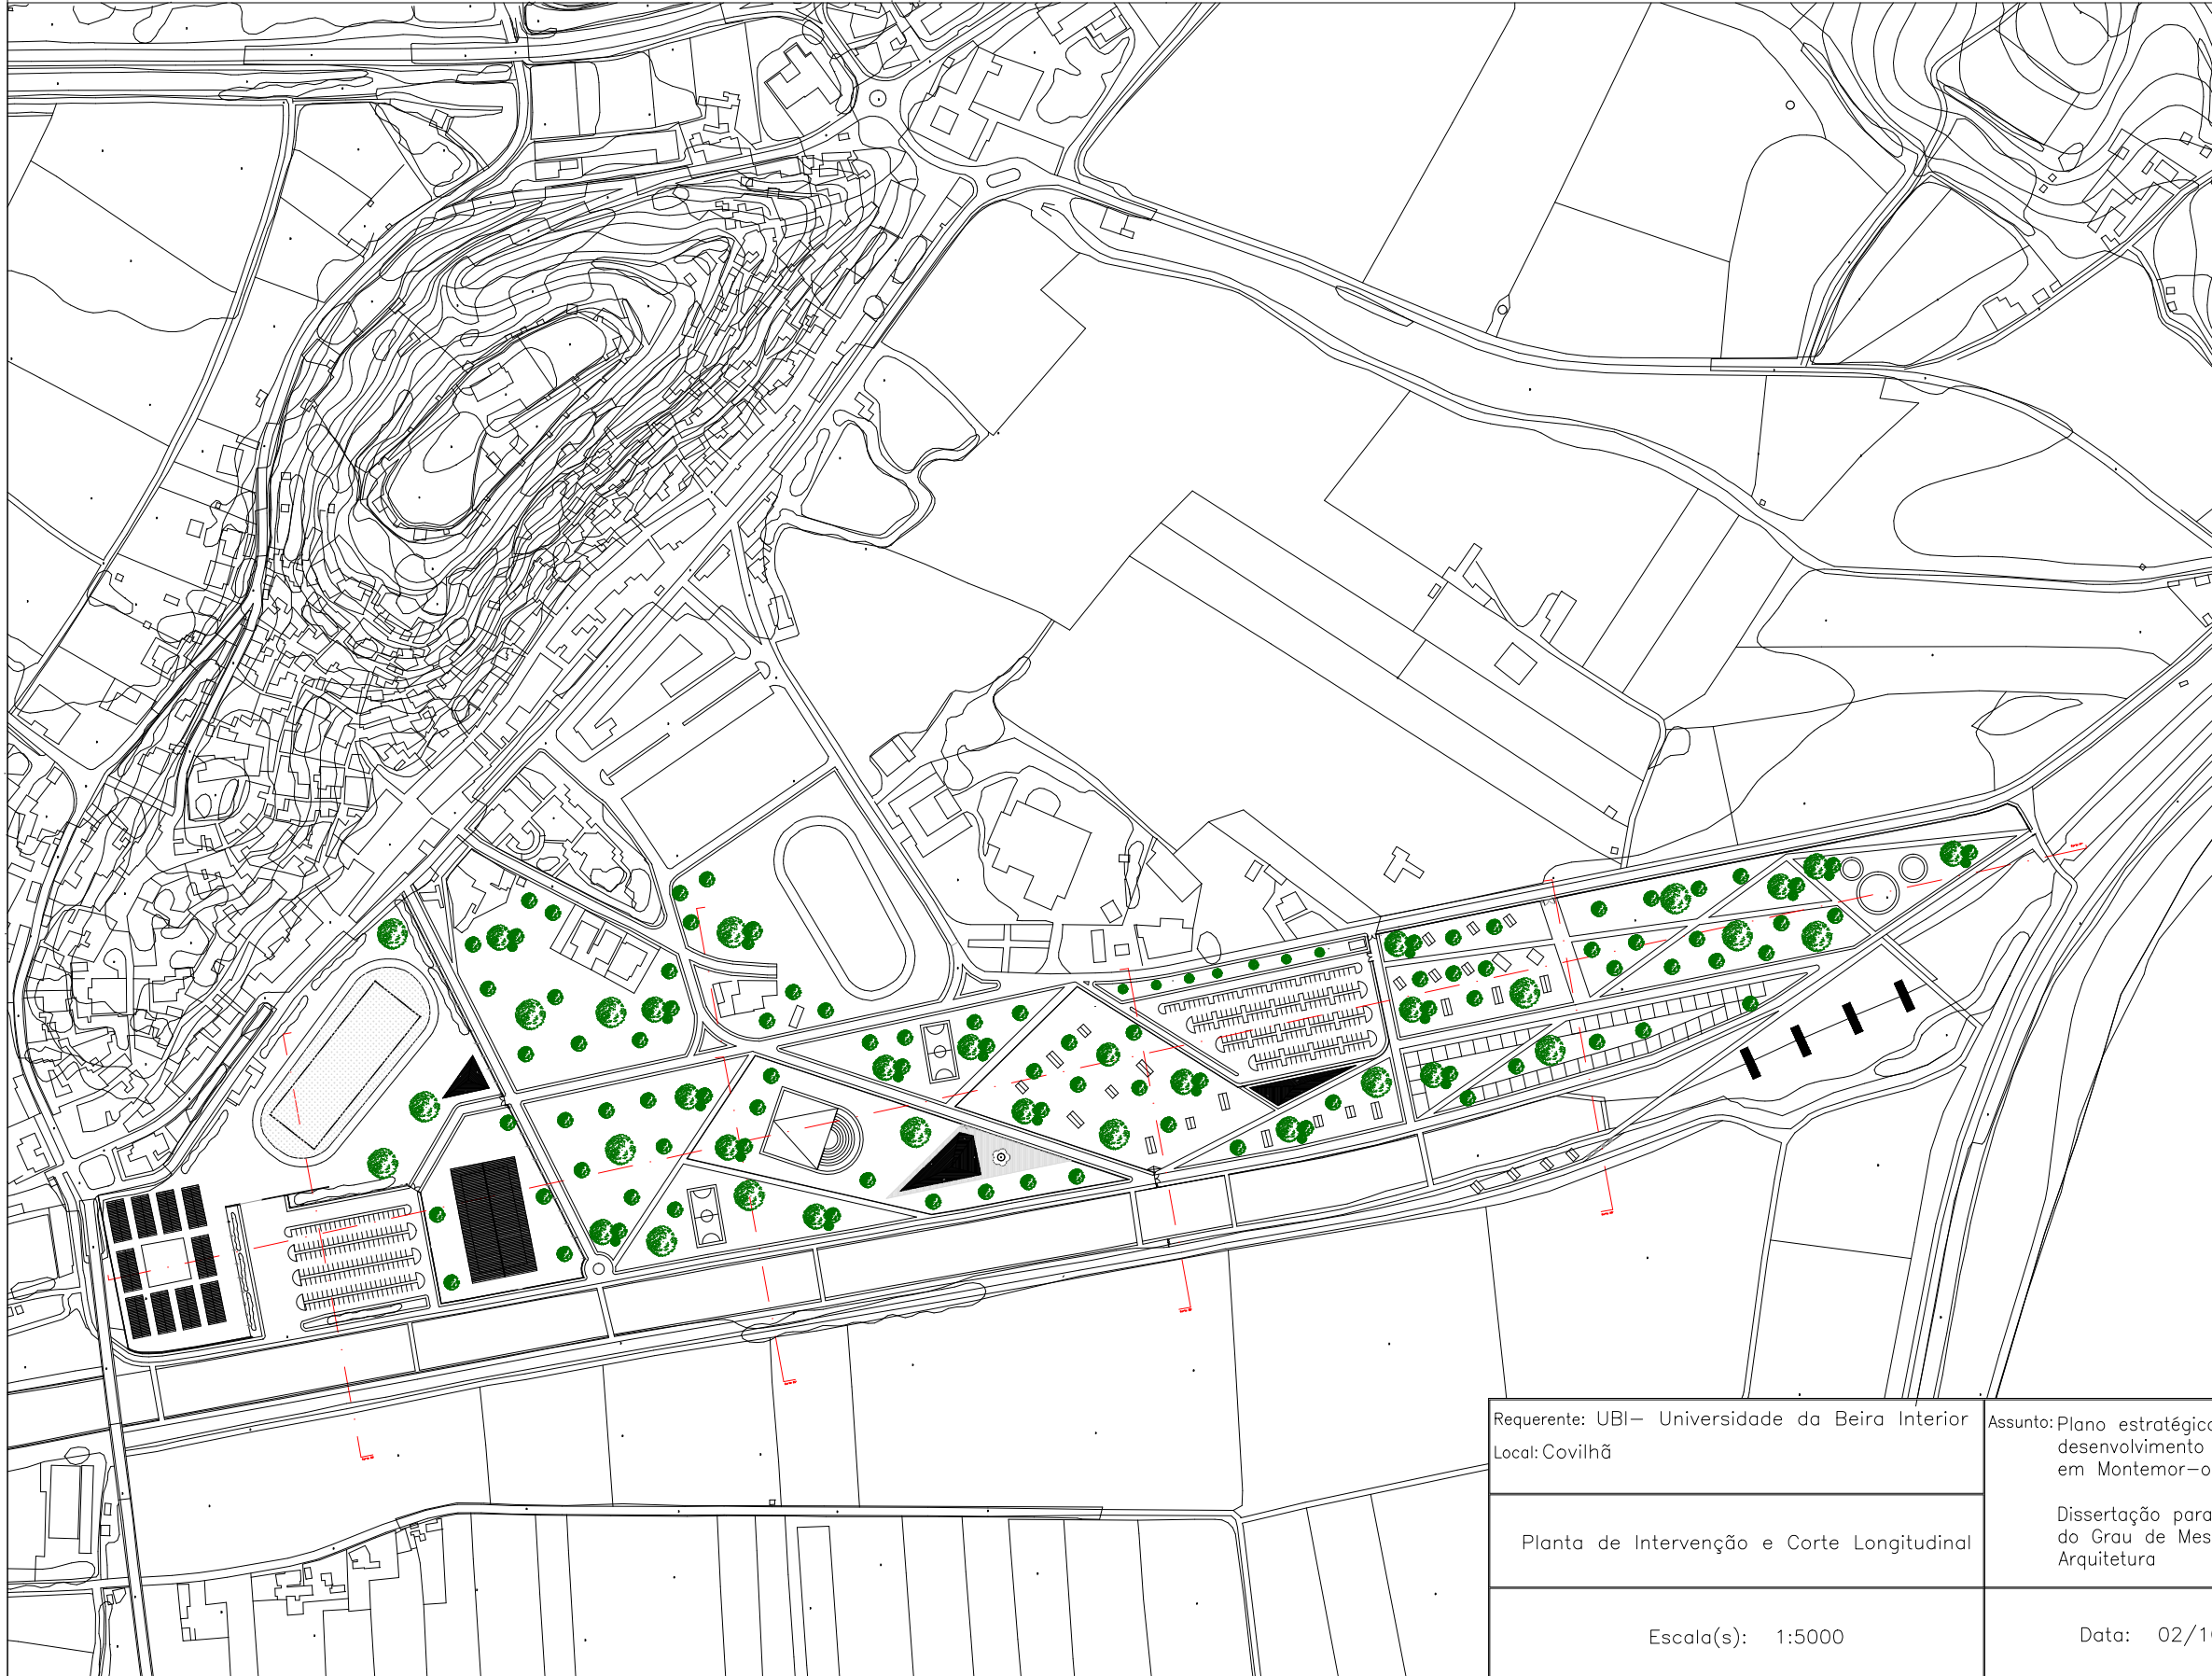 Requerente: UBI- Universidade da Beira Interior
Local: Covilhã
Planta de Intervenção e Corte Longitudinal
Escala(s): 1:5000
Assunto: Plano estratégico
desenvolvimento
em Montemor-o
Dissertação para
do Grau de Mes
Arquitetura
Data: 02/1